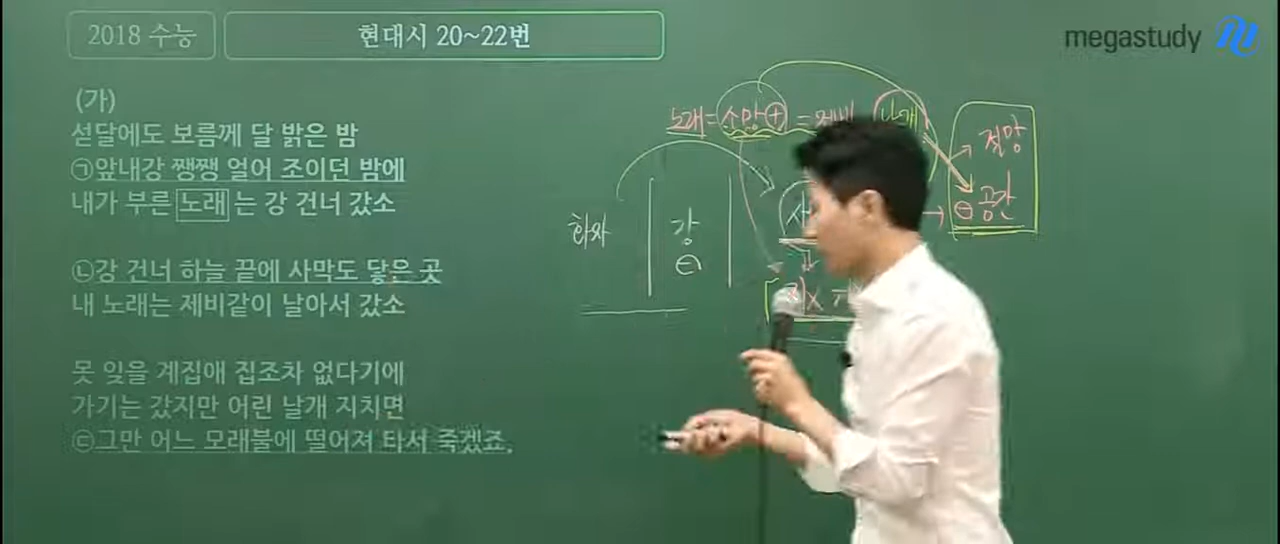 2018 수능
현대시 20~22번
megastudy
(가)
섣달에도 보름께 달 밝은 밤
㉠앞내강 쨍쨍 얼어 조이던 밤에
내가 부른 노래는 강 건너 갔소
㉡강 건너 하늘 끝에 사막도 닿은 곳
내 노래는 제비같이 날아서 갔소
못 잊을 계집애 집조차 없다기에
가기는 갔지만 어린 날개 지치면
㉢그만 어느 모래불에 떨어져 타서 죽겠죠.
노래=소망⊕ = 제비
절망
→ ⊖ 공간
화자
강
⊖